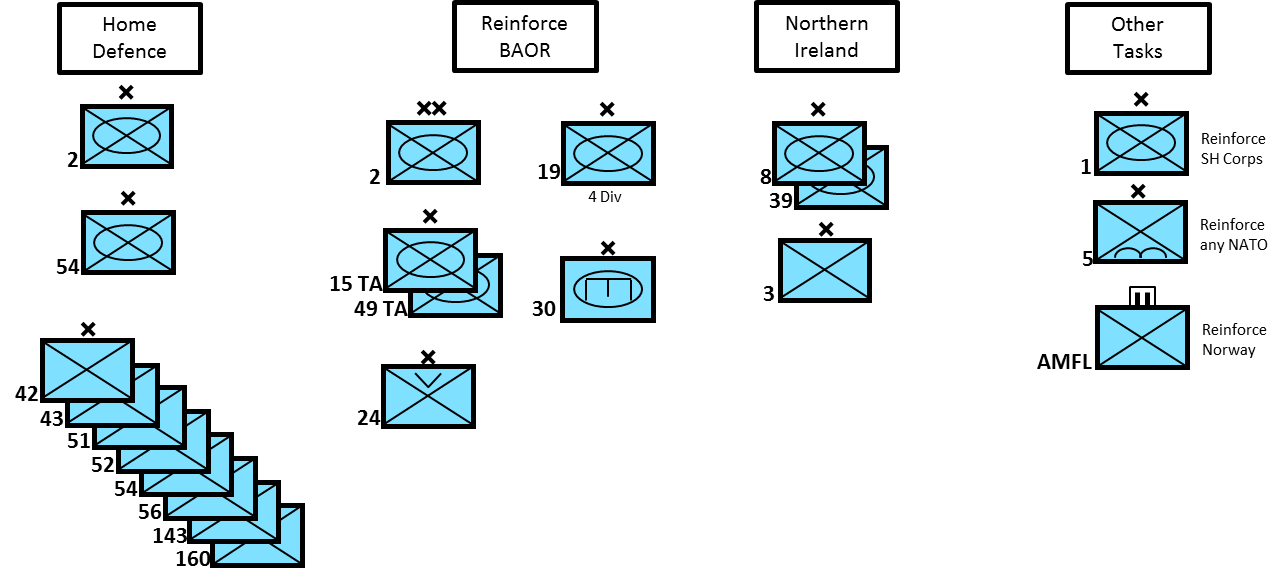 Home
Defence
Reinforce
BAOR
Northern
Ireland
Other
Tasks
2
54
42
43
51
52
54
56
143
160
2
19
4 Div
15 TA
49 TA
30
24
8
39
3
1
Reinforce
SH Corps
5
Reinforce
any NATO
AMFL
Reinforce
Norway